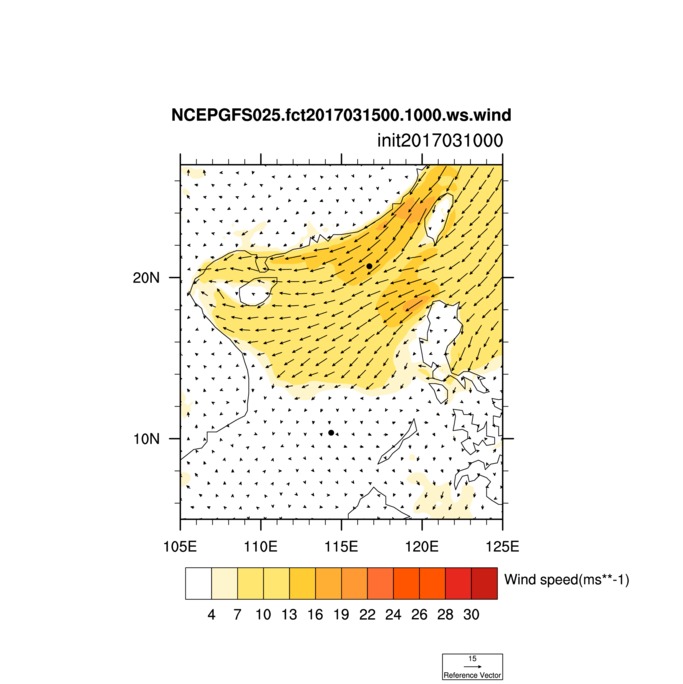 NCEPGFS025.fct2017031500.1000.ws.wind
init2017031000
20N
10N
105E 110E 115E 120E 125E
Wind speed(ms**-1)
4 7 10 13 16 19 22 24 26 28 30
15
Reference Vector